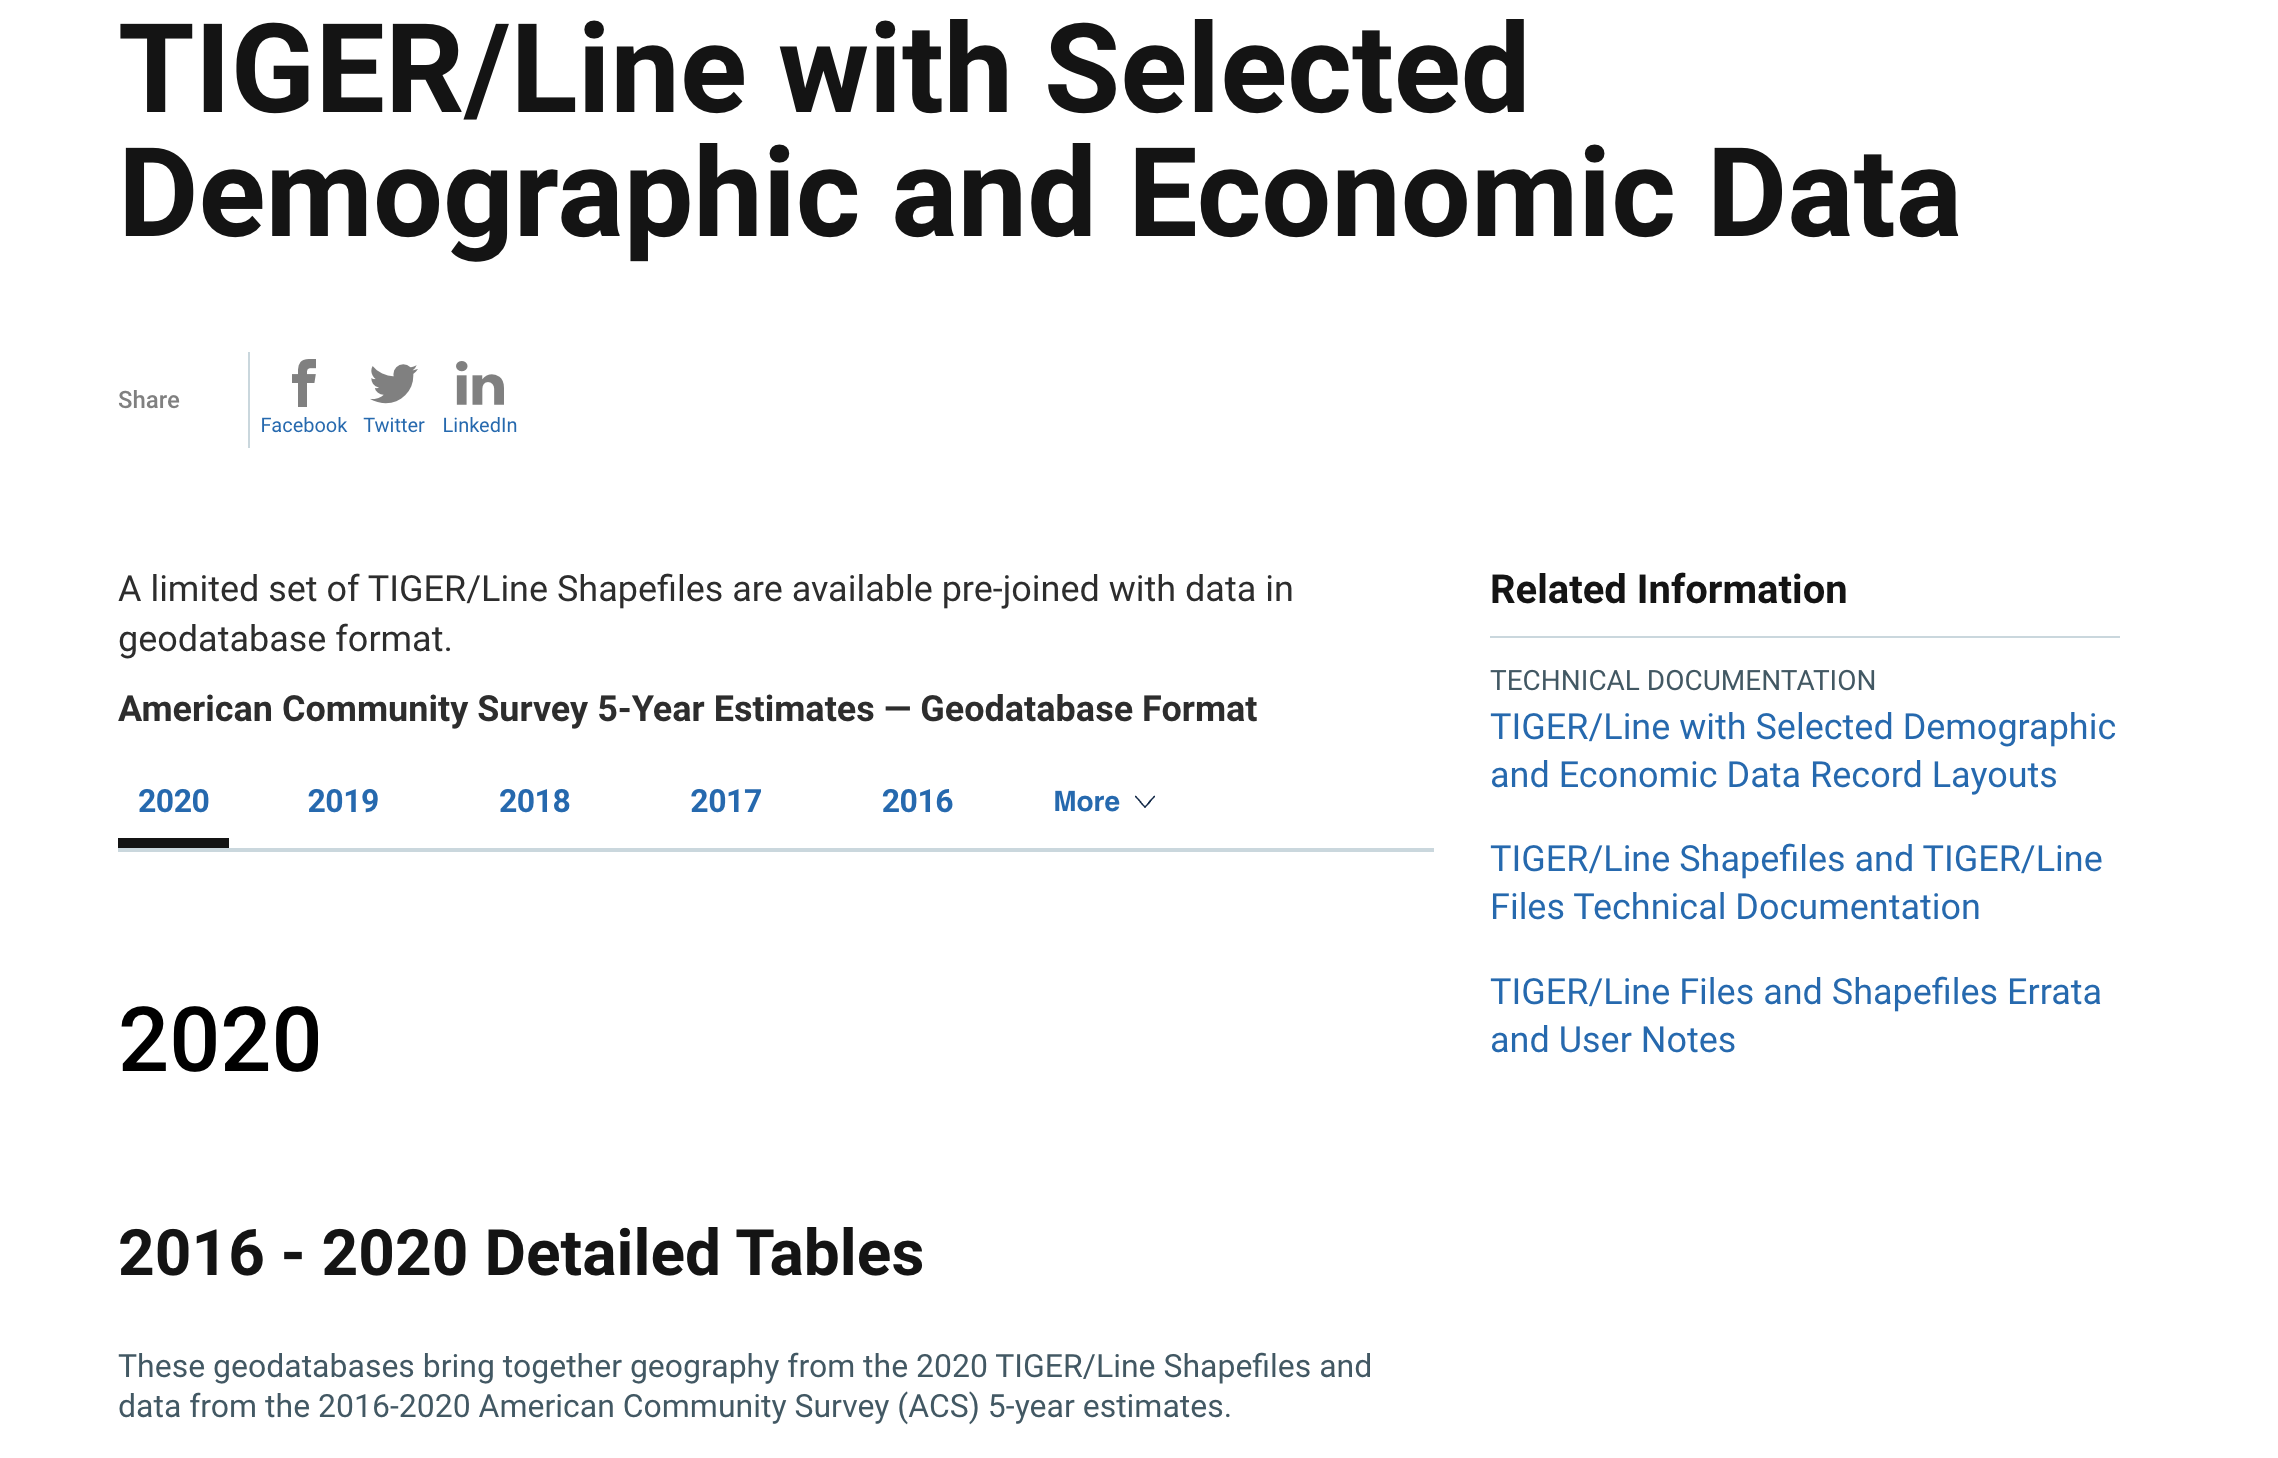 TIGER/Line with Selected
Demographic and Economic Data
Share
Facebook Twitter LinkedIn
A limited set of TIGER/Line Shapefiles are available pre-joined with data in
geodatabase format.
American Community Survey 5-Year Estimates — Geodatabase Format
2020 2019 2018 2017 2016 More
2020
2016 - 2020 Detailed Tables
These geodatabases bring together geography from the 2020 TIGER/Line Shapefiles and
data from the 2016-2020 American Community Survey (ACS) 5-year estimates.
Related Information
TECHNICAL DOCUMENTATION
TIGER/Line with Selected Demographic
and Economic Data Record Layouts
TIGER/Line Shapefiles and TIGER/Line
Files Technical Documentation
TIGER/Line Files and Shapefiles Errata
and User Notes